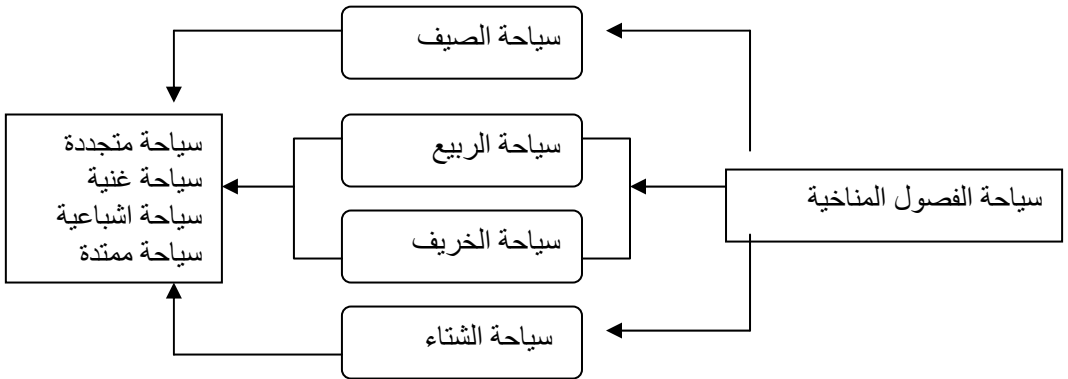 سياحة الفصول المناخية
سياحة الصيف
سياحة الربيع
سياحة الخريف
سياحة الشتاء
سياحة متجددة
سياحة غنية
سياحة اشباعية
سياحة ممتدة